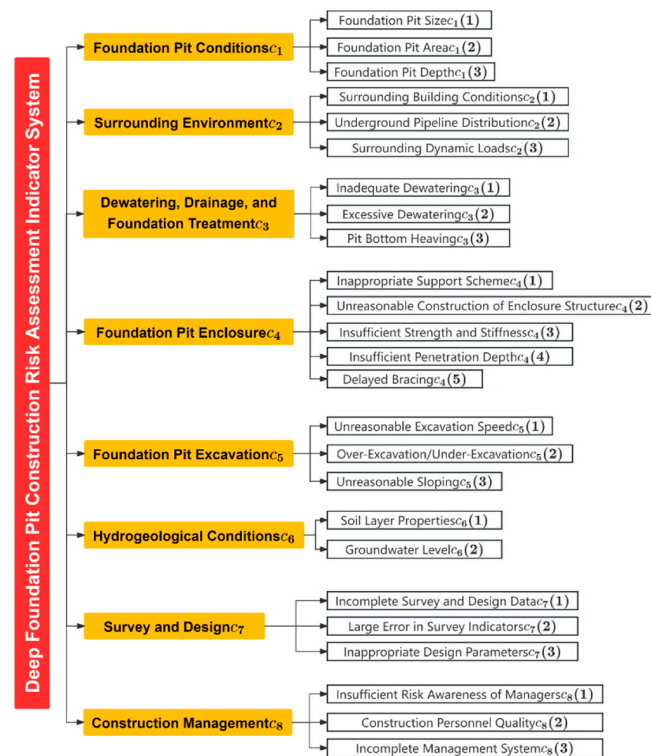 Deep Foundation Pit Construction Risk Assessment Indicator System
Foundation Pit Conditionsc₁
Foundation Pit Sizec₁(1)
Foundation Pit Areac₁(2)
Foundation Pit Depthc₁(3)
Surrounding Environmentc₂
Surrounding Building Conditionsc₂(1)
Underground Pipeline Distributionc₂(2)
Surrounding Dynamic Loadsc₂(3)
Dewatering, Drainage, and
Foundation Treatmentc₃
Inadequate Dewateringc₃(1)
Excessive Dewateringc₃(2)
Pit Bottom Heavingc₃(3)
Foundation Pit Enclosurec₄
Inappropriate Support Schemec₄(1)
Unreasonable Construction of Enclosure Structurec₄(2)
Insufficient Strength and Stiffnessc₄(3)
Insufficient Penetration Depthc₄(4)
Delayed Bracingc₄(5)
Foundation Pit Excavationc₅
Unreasonable Excavation Speedc₅(1)
Over-Excavation/Under-Excavationc₅(2)
Unreasonable Slopingc₅(3)
Hydrogeological Conditionsc₆
Soil Layer Propertiesc₆(1)
Groundwater Levelc₆(2)
Survey and Designc₇
Incomplete Survey and Design Datac₇(1)
Large Error in Survey Indicatorsc₇(2)
Inappropriate Design Parametersc₇(3)
Construction Managementc₈
Insufficient Risk Awareness of Managersc₈(1)
Construction Personnel Qualityc₈(2)
Incomplete Management Systemc₈(3)